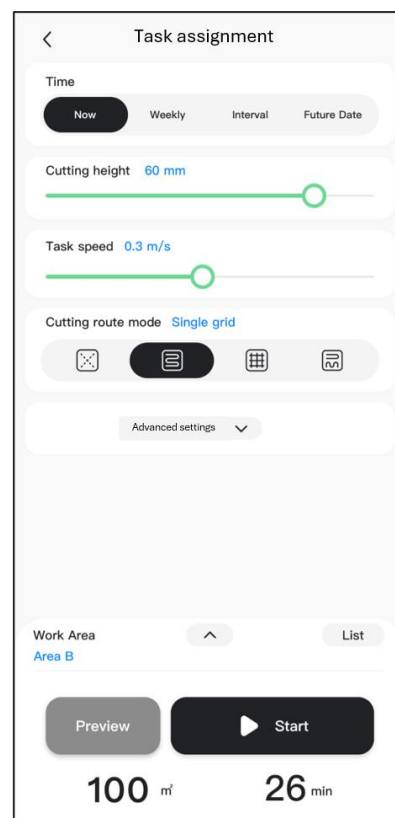 Task assignment
Time
Now Weekly Interval Future Date
Cutting height 60 mm
Task speed 0.3 m/s
Cutting route mode Single grid
Advanced settings
Work Area List
Area B
Preview Start
100 ㎡ 26 min